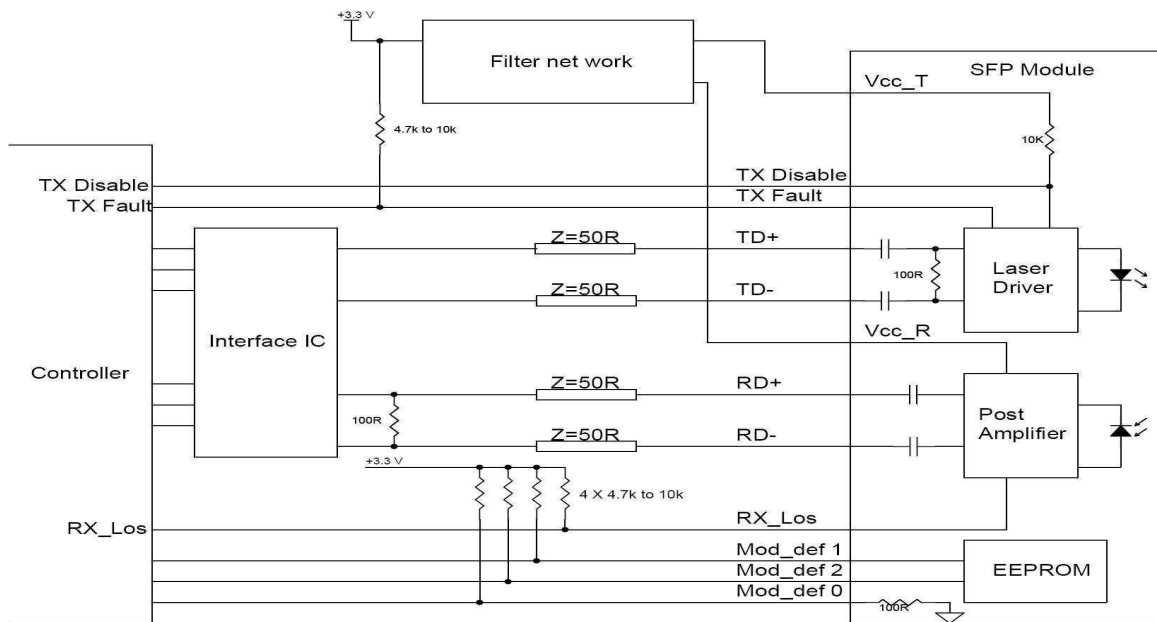 +3.3 V
Filter net work
SFP Module
Vcc_T
4.7k to 10k
10K
TX Disable
TX Disable
TX Fault
TX Fault
Z=50R
TD+
Laser
Driver
100R
Z=50R
TD-
Interface IC
Vcc_R
Controller
Z=50R
RD+
100R
Post
Amplifier
Z=50R
RD-
+3.3 V
4 X 4.7k to 10k
RX_Los
RX_Los
Mod_def 1
EEPROM
Mod_def 2
Mod_def 0
100R